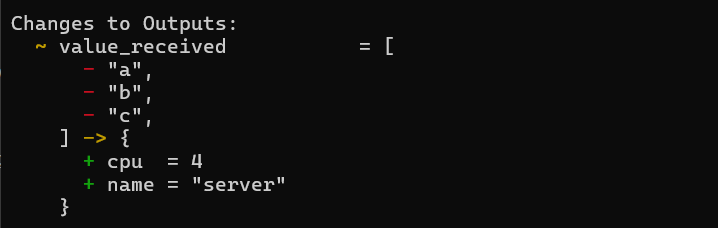 Changes to Outputs:
~ value_received = [
- "a",
- "b",
- "c",
] -> {
+ cpu = 4
+ name = "server"
}